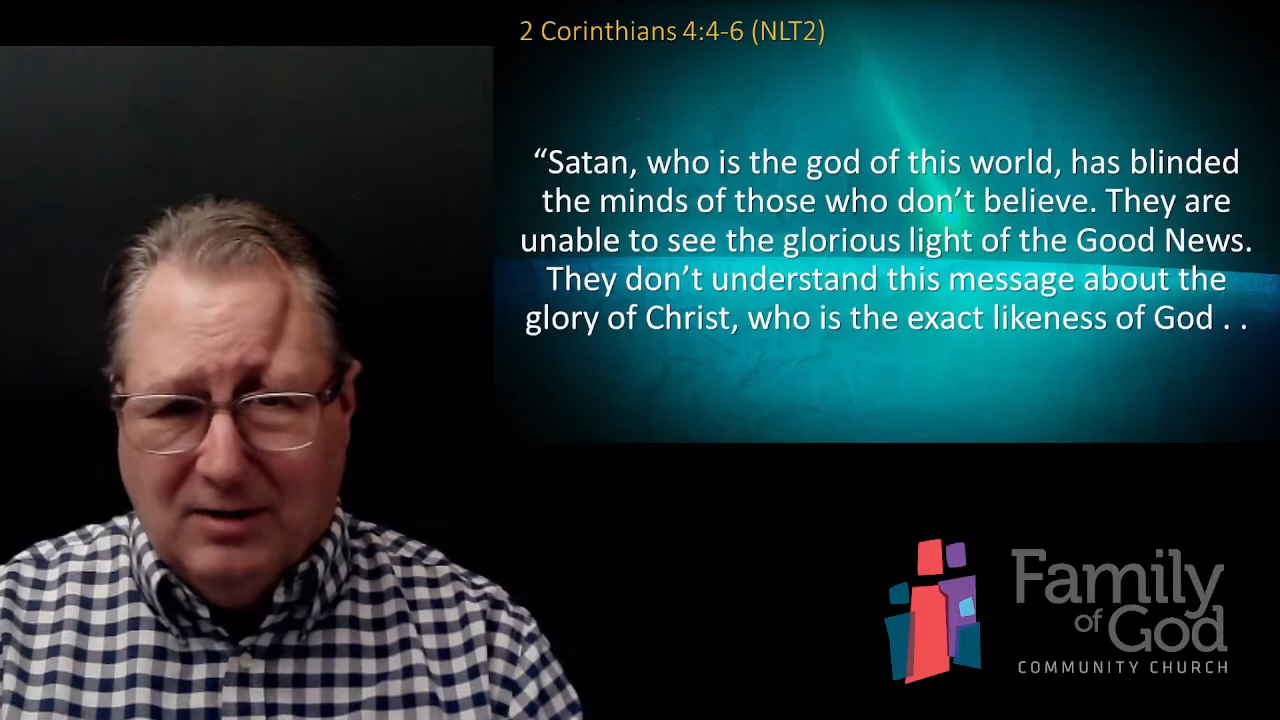 2 Corinthians 4:4-6 (NLT2)
“Satan, who is the god of this world, has blinded
the minds of those who don’t believe. They are
unable to see the glorious light of the Good News.
They don’t understand this message about the
glory of Christ, who is the exact likeness of God . .
Family
of God
COMMUNITY CHURCH